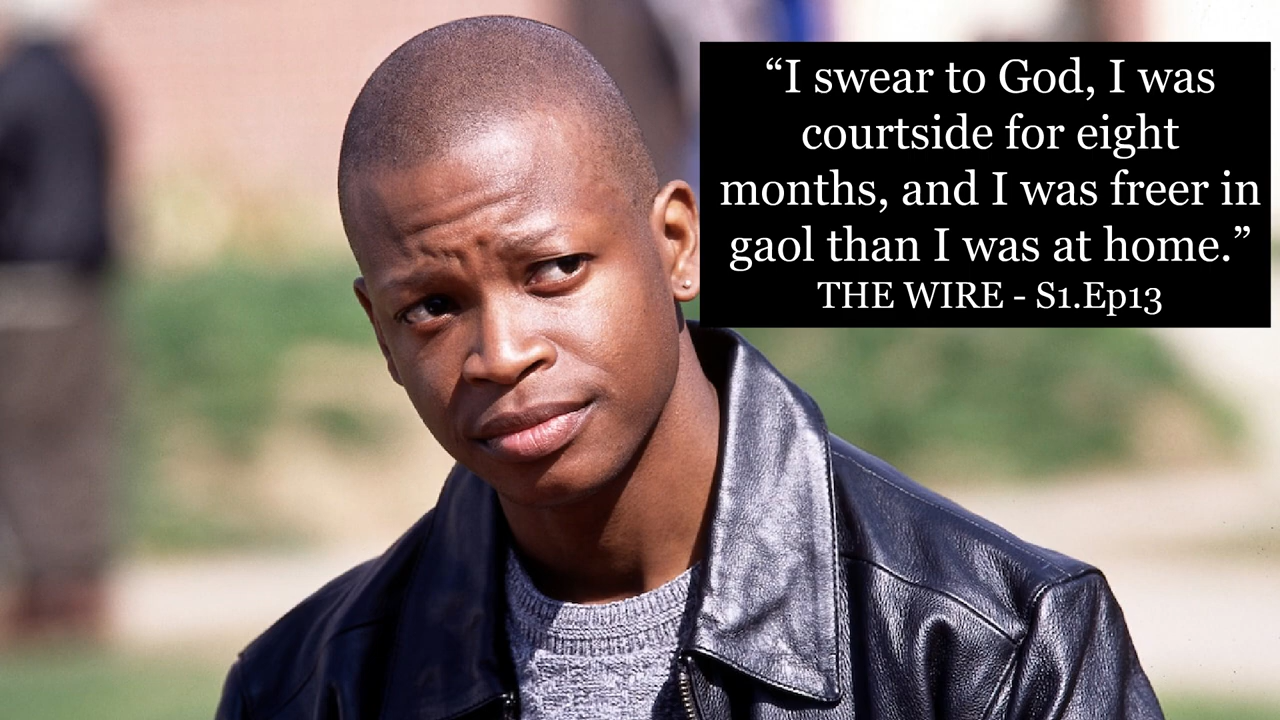 “I swear to God, I was
courtside for eight
months, and I was freer in
gaol than I was at home.”
THE WIRE - S1.Ep13